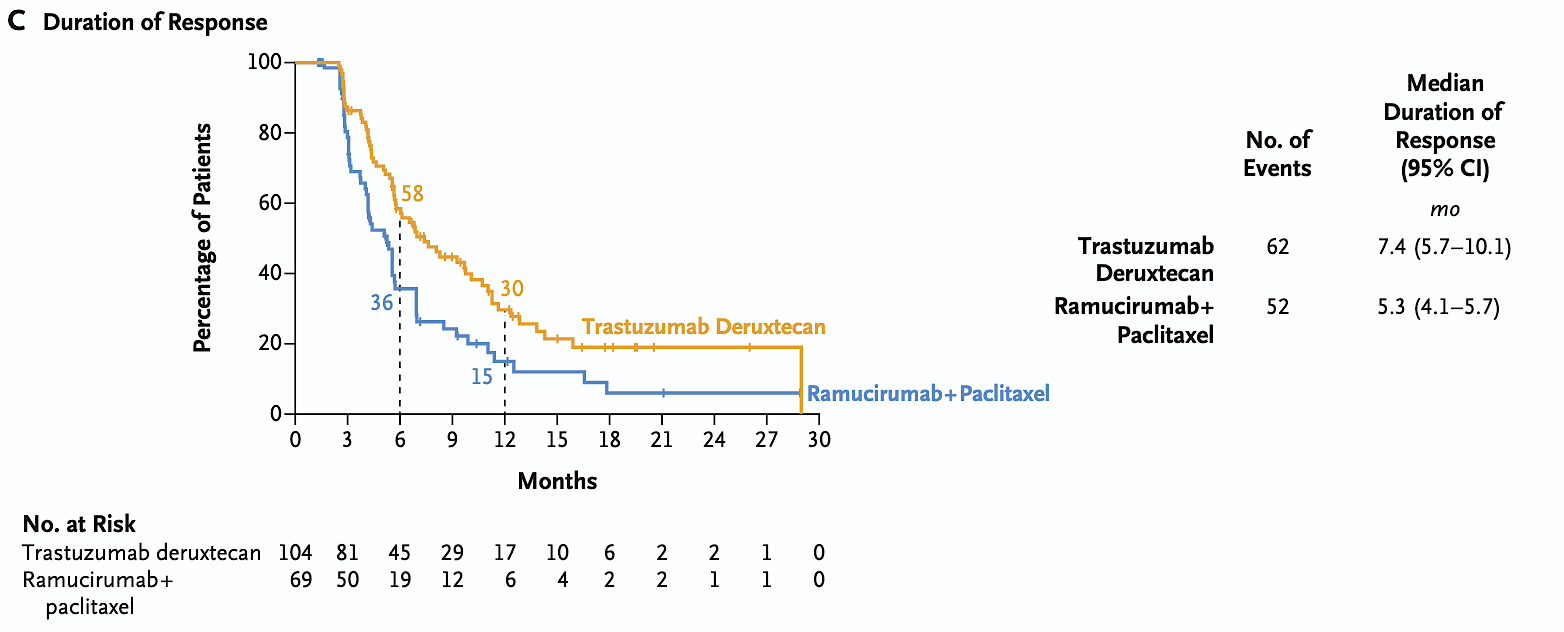 C Duration of Response
100
80
60
40
20
0
Percentage of Patients
58
36
30
15
Trastuzumab Deruxtecan
Ramucirumab+Paclitaxel
0 3 6 9 12 15 18 21 24 27 30
Months
No. of
Events
Median
Duration of
Response
(95% CI)
mo
Trastuzumab
Deruxtecan
62
7.4 (5.7–10.1)
Ramucirumab+
Paclitaxel
52
5.3 (4.1–5.7)
No. at Risk
Trastuzumab deruxtecan 104 81 45 29 17 10 6 2 2 1 0
Ramucirumab+ 69 50 19 12 6 4 2 2 1 1 0
paclitaxel